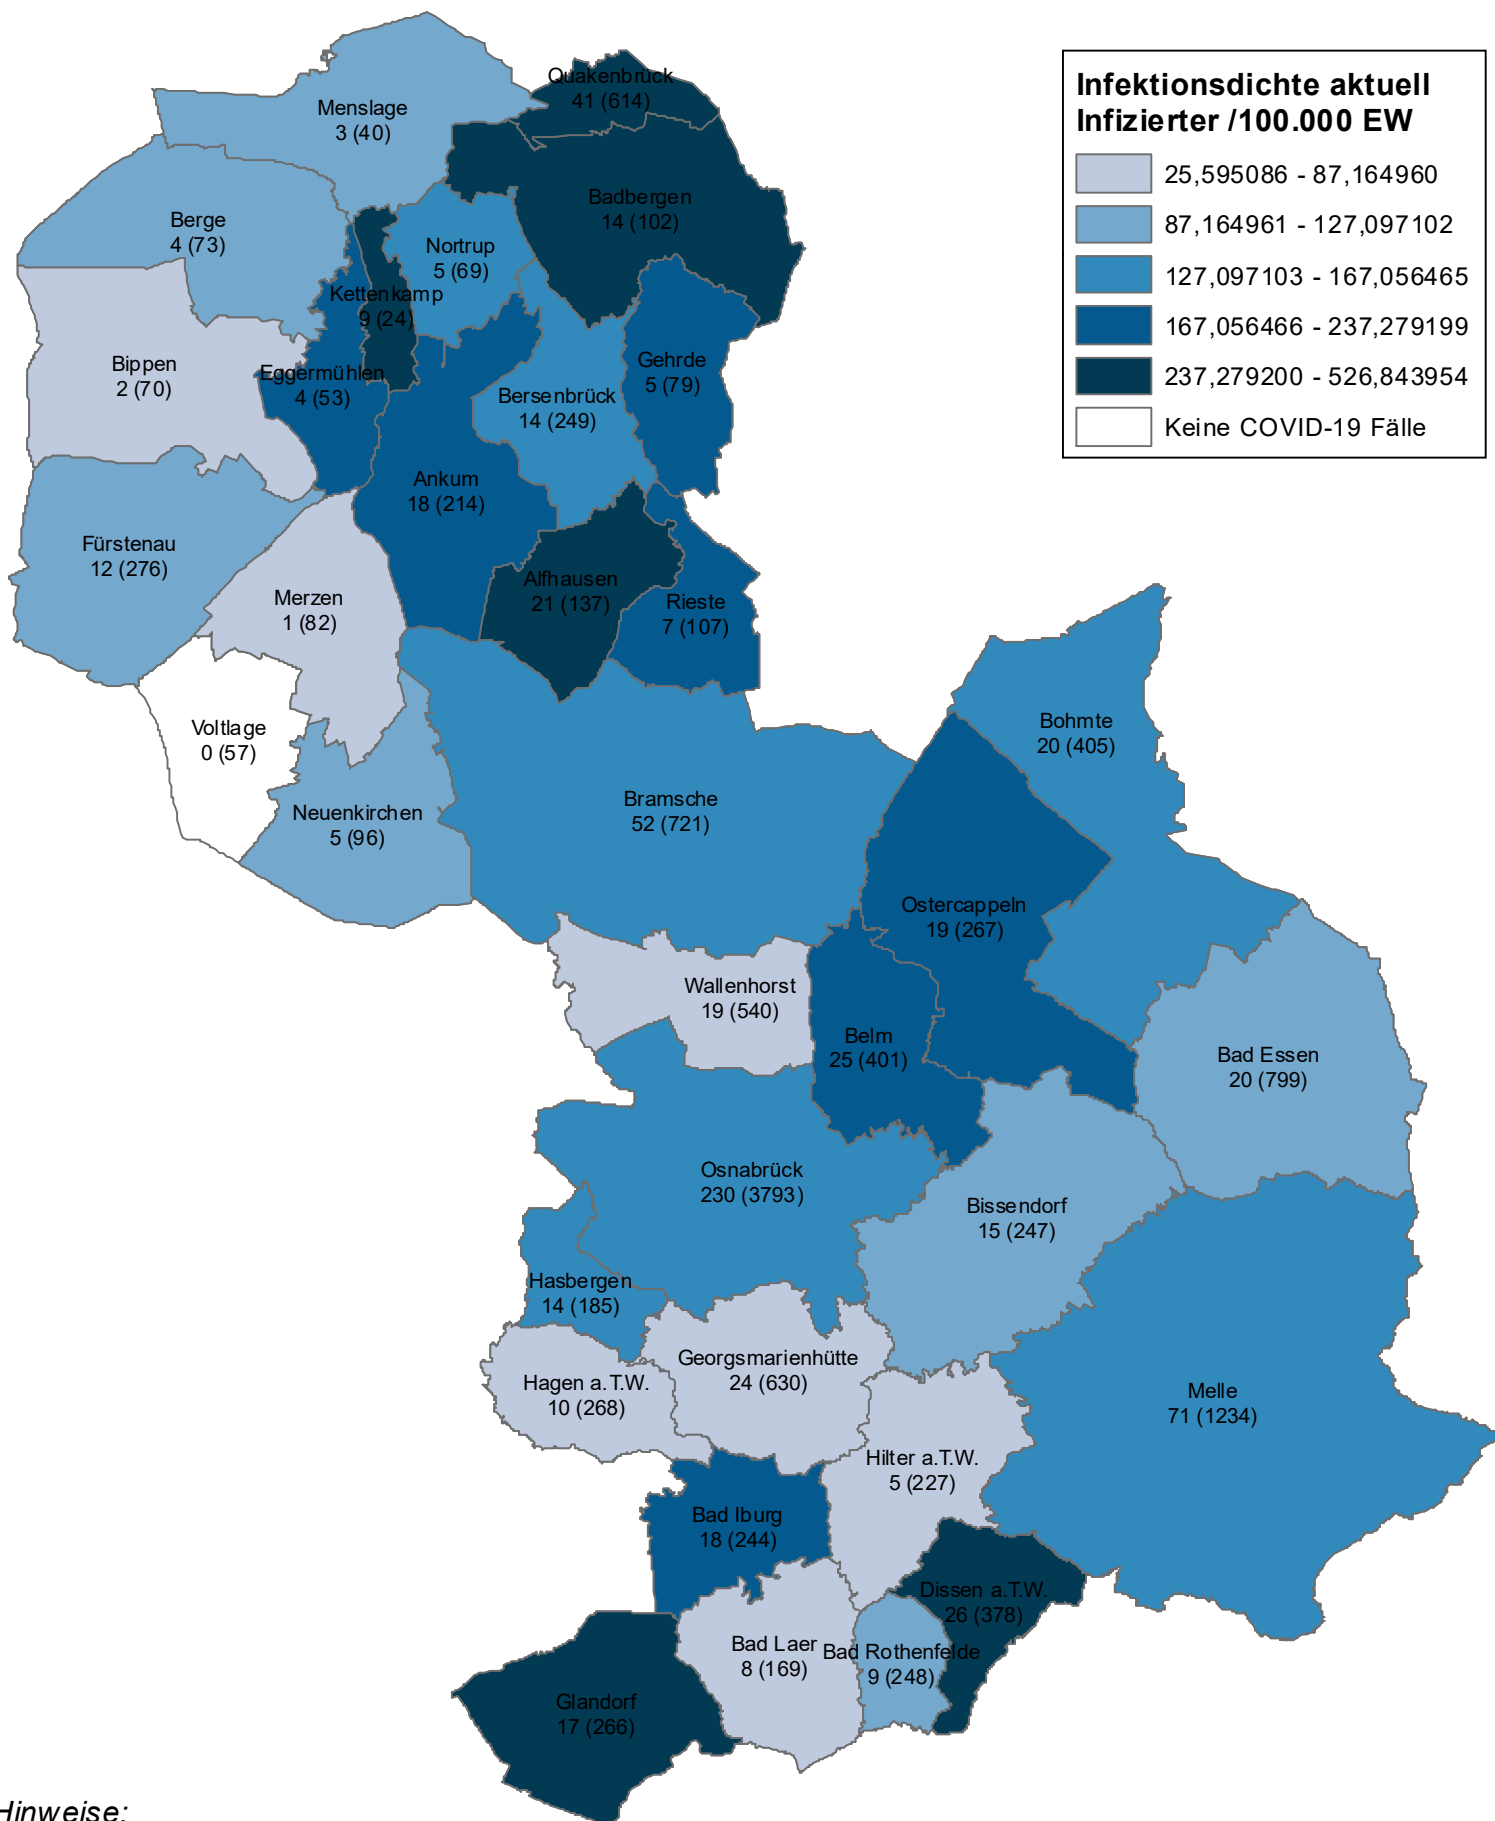 Infektionsdichte aktuell
Infizierter /100.000 EW
25,595086 - 87,164960
87,164961 - 127,097102
127,097103 - 167,056465
167,056466 - 237,279199
237,279200 - 526,843954
Keine COVID-19 Fälle
Quakenbrück
41 (614)
Menslage
3 (40)
Badbergen
14 (102)
Berge
4 (73)
Nortrup
5 (69)
Kettenkamp
9 (24)
Bippen
2 (70)
Eggermühlen
4 (53)
Gehrde
5 (79)
Bersenbrück
14 (249)
Ankum
18 (214)
Fürstenau
12 (276)
Alfhausen
21 (137)
Merzen
1 (82)
Rieste
7 (107)
Voltlage
0 (57)
Bohmte
20 (405)
Neuenkirchen
5 (96)
Bramsche
52 (721)
Ostercappeln
19 (267)
Wallenhorst
19 (540)
Belm
25 (401)
Bad Essen
20 (799)
Osnabrück
230 (3793)
Bissendorf
15 (247)
Hasbergen
14 (185)
Georgsmarienhütte
24 (630)
Hagen a.T.W.
10 (268)
Melle
71 (1234)
Hilter a.T.W.
5 (227)
Bad Iburg
18 (244)
Dissen a.T.W.
26 (378)
Bad Laer
8 (169)
Bad Rothenfelde
9 (248)
Glandorf
17 (266)
Hinweise: